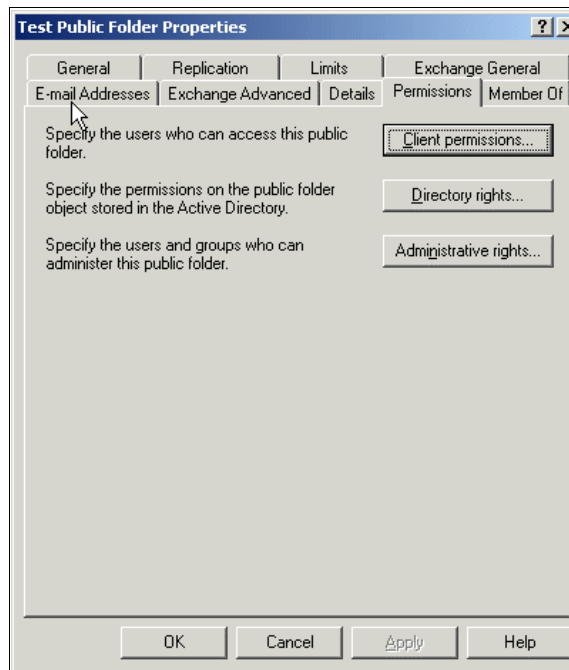 Test Public Folder Properties
General Replication Limits Exchange General
E-mail Addresses Exchange Advanced Details Permissions Member Of
Specify the users who can access this public
folder.
Client permissions...
Specify the permissions on the public folder
object stored in the Active Directory.
Directory rights...
Specify the users and groups who can
administer this public folder.
Administrative rights...
OK Cancel Apply Help